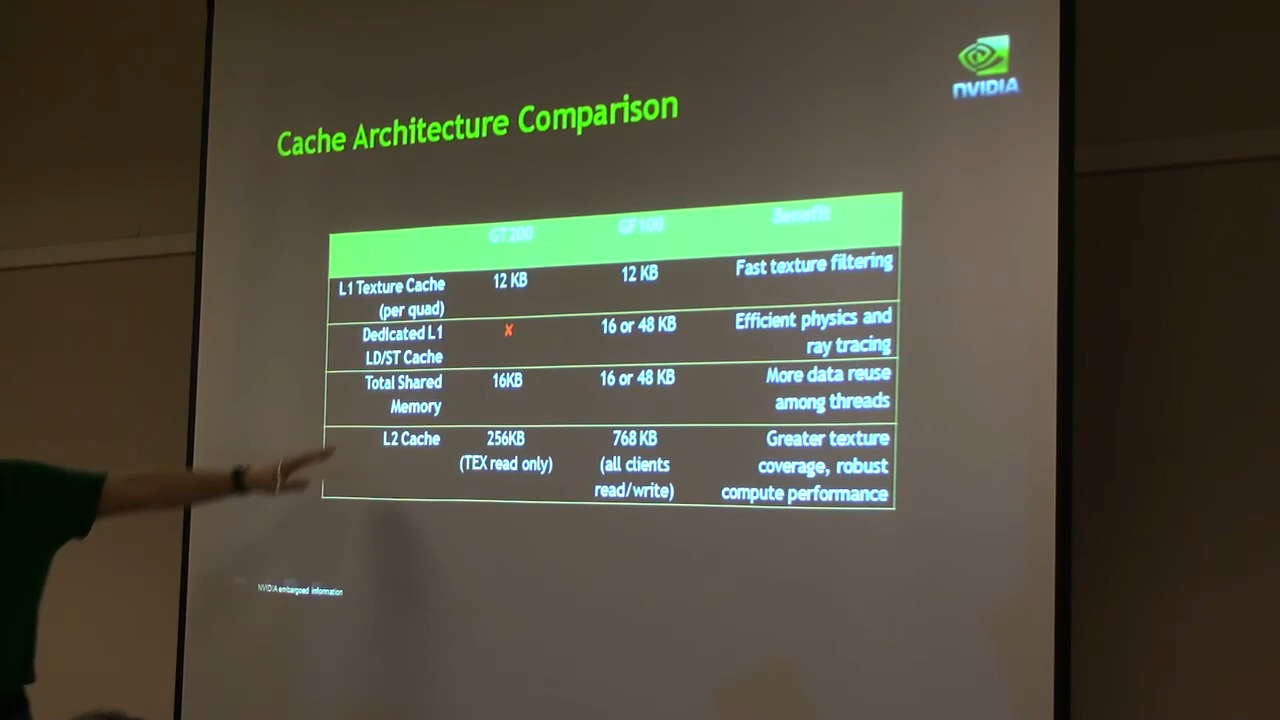 NVIDIA
Cache Architecture Comparison
GT200 GF100 Benefit
L1 Texture Cache 12 KB 12 KB Fast texture filtering
(per quad)
Dedicated L1 ✘ 16 or 48 KB Efficient physics and
LD/ST Cache ray tracing
Total Shared 16KB 16 or 48 KB More data reuse
Memory among threads
L2 Cache 256KB 768 KB Greater texture
(TEX read only) (all clients coverage, robust
read/write) compute performance
NVIDIA embargoed information